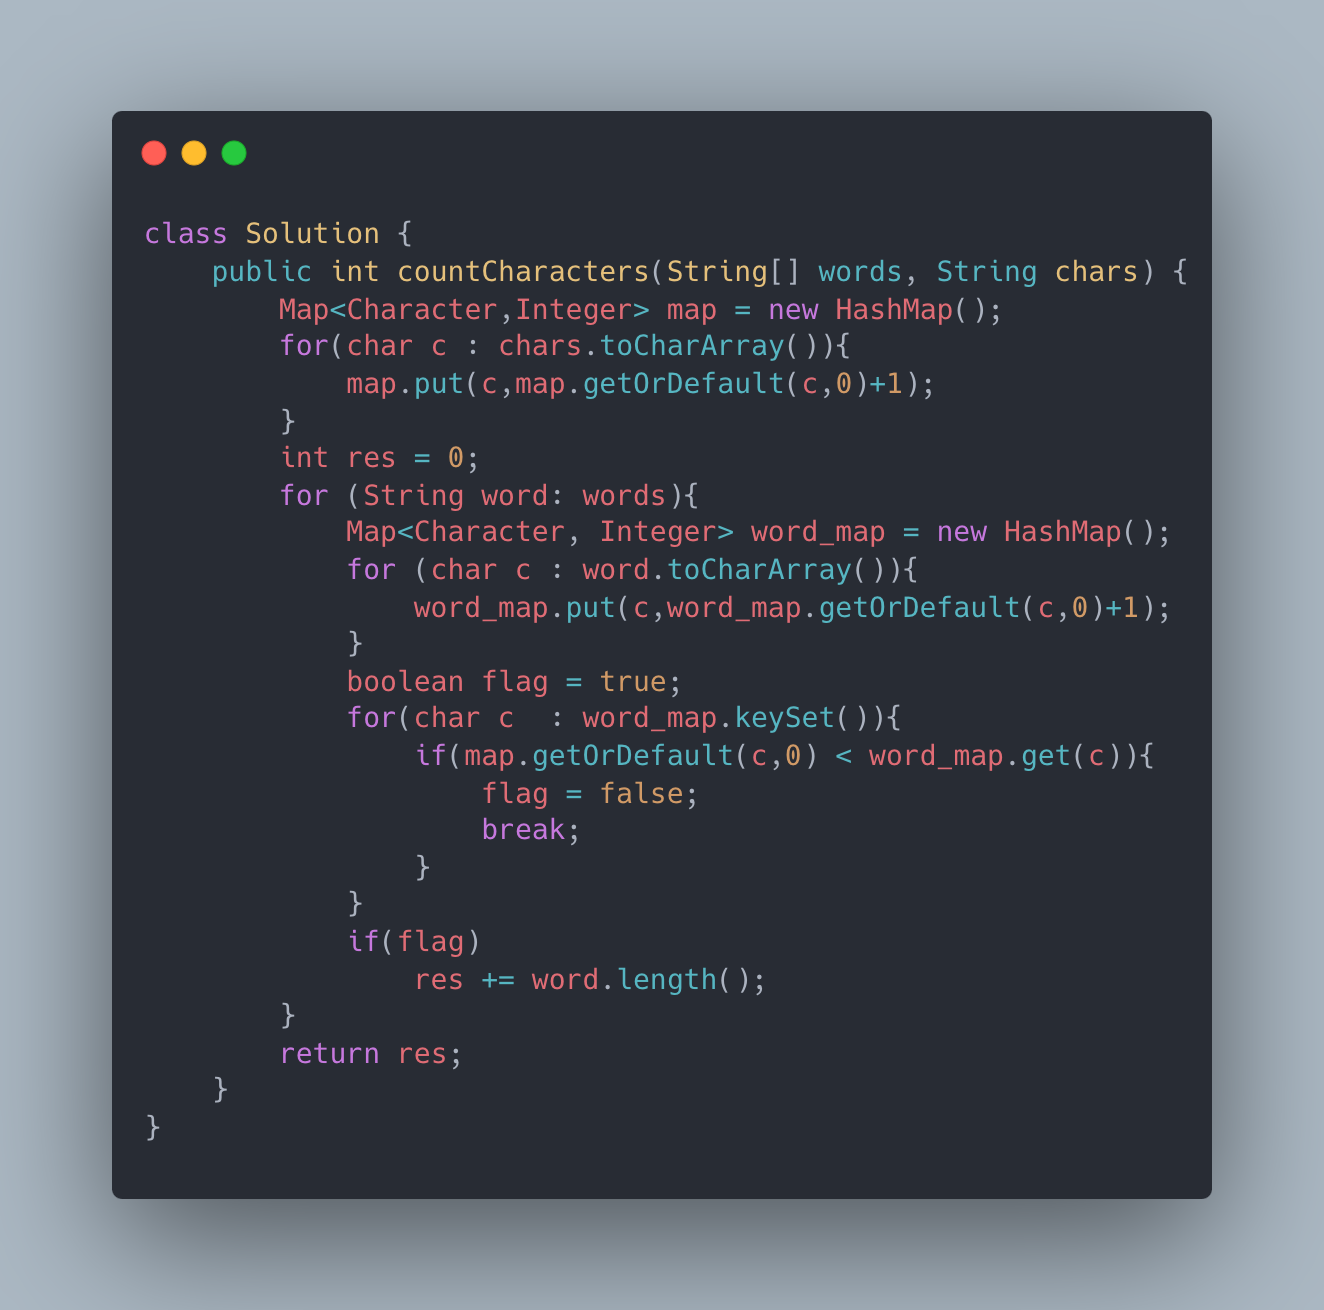 class Solution {
    public int countCharacters(String[] words, String chars) {
        Map<Character,Integer> map = new HashMap();
        for(char c : chars.toCharArray()){
            map.put(c,map.getOrDefault(c,0)+1);
        }
        int res = 0;
        for (String word: words){
            Map<Character, Integer> word_map = new HashMap();
            for (char c : word.toCharArray()){
                word_map.put(c,word_map.getOrDefault(c,0)+1);
            }
            boolean flag = true;
            for(char c  : word_map.keySet()){
                if(map.getOrDefault(c,0) < word_map.get(c)){
                    flag = false;
                    break;
                }
            }
            if(flag)
                res += word.length();
        }
        return res;
    }
}